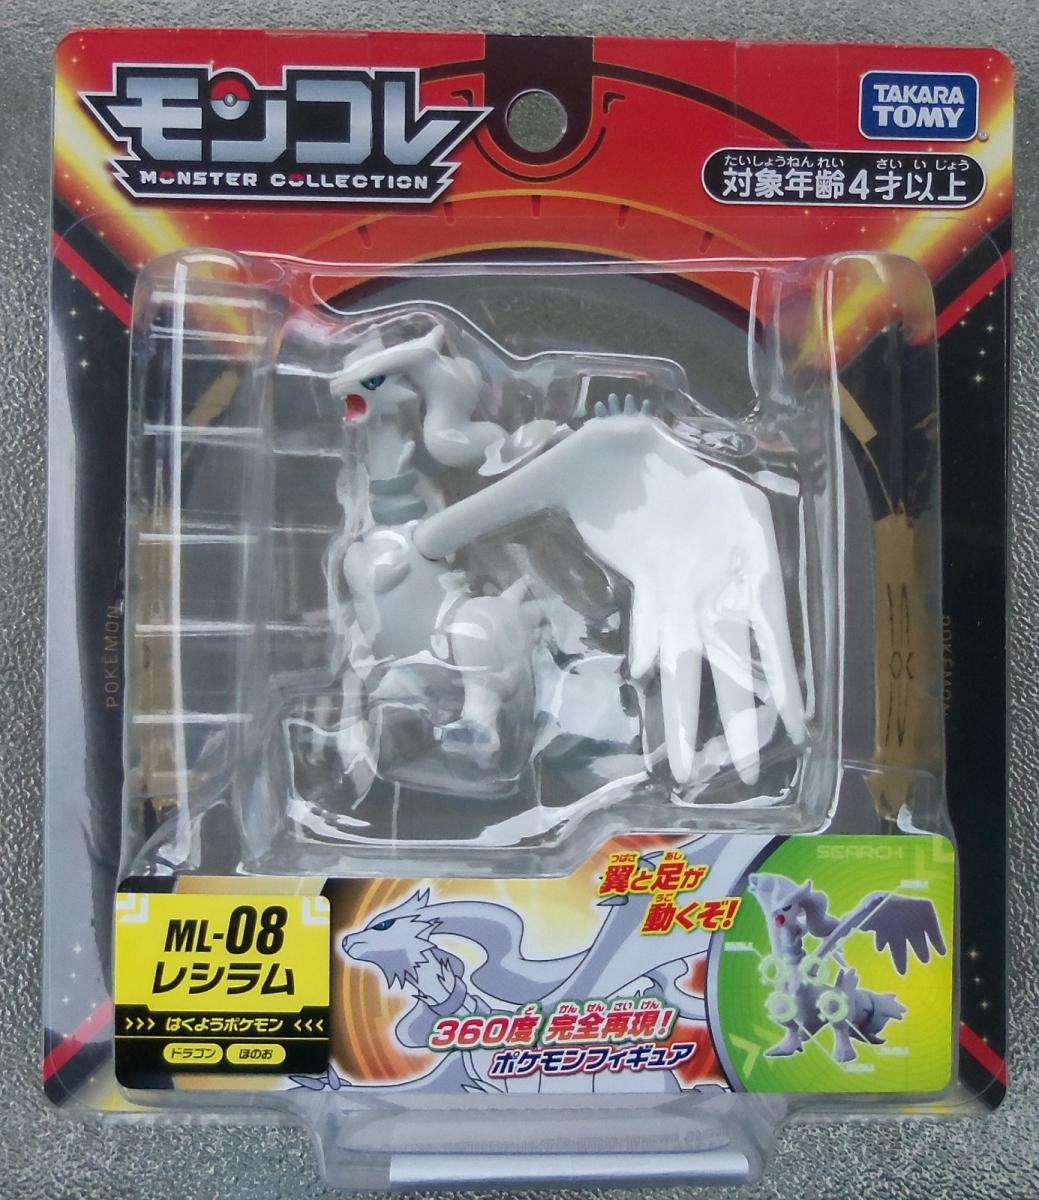 モンコレ
MONSTER COLLECTION
TAKARA
TOMY
たいしょうねんれい さいいじょう
対象年齢4才以上
POKÉMON
POKÉMON
SEARCH
つばさ あし
翼と足が
うご
動くぞ!
ML-08
レシラム
>>> はくようポケモン <<<
ドラゴン ほのお
ど かんぜんさいげん
360度 完全再現!
ポケモンフィギュア